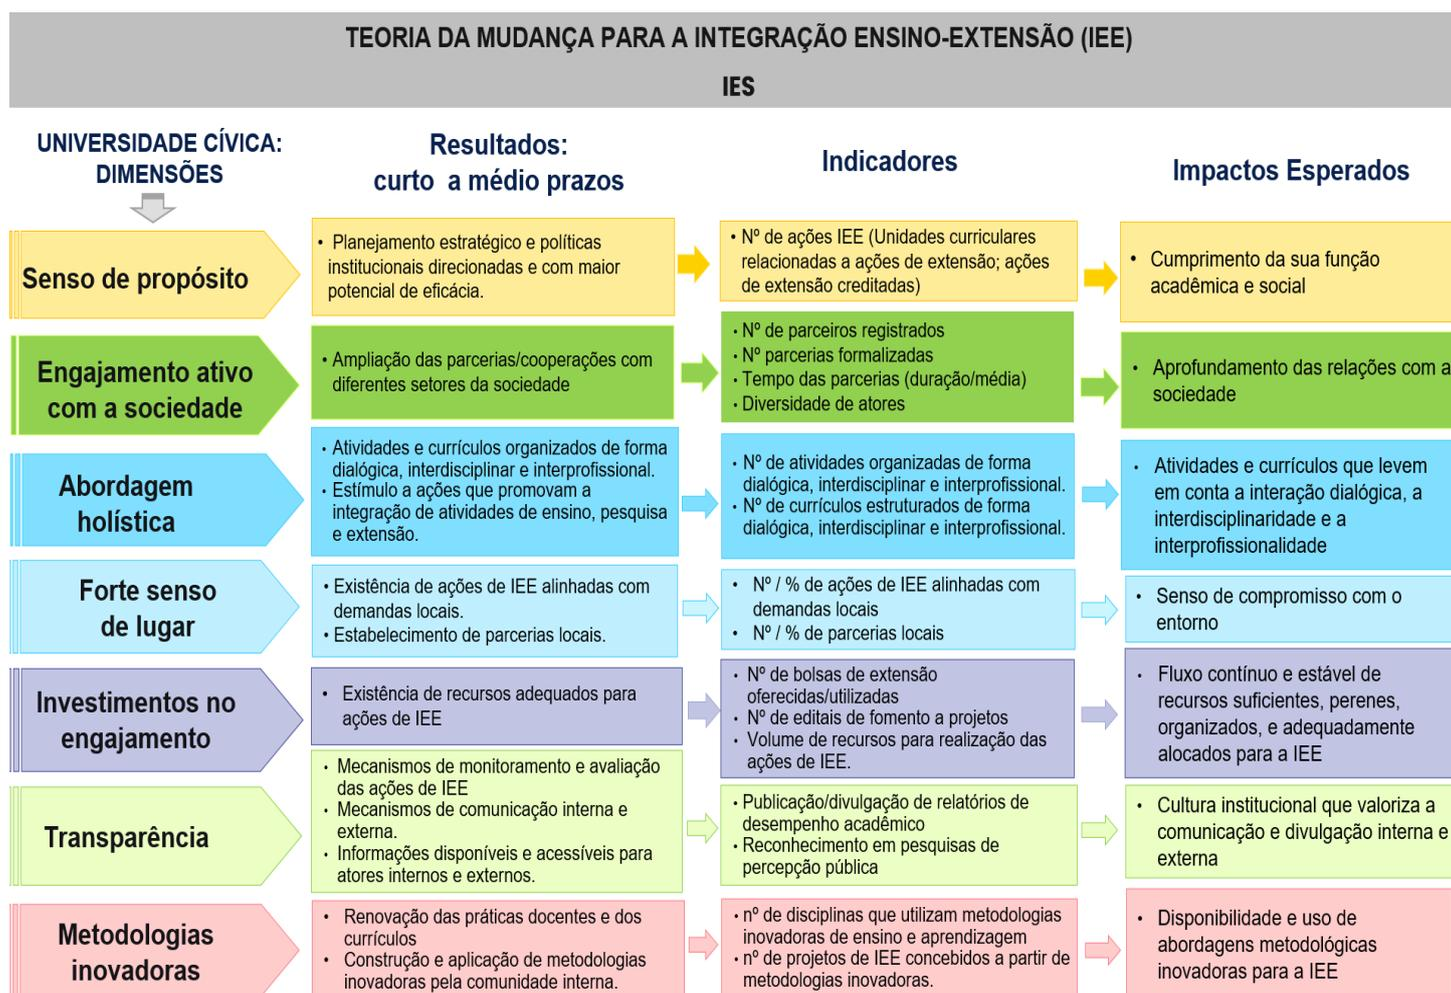 TEORIA DA MUDANÇA PARA A INTEGRAÇÃO ENSINO-EXTENSÃO (IEE)
IES
UNIVERSIDADE CÍVICA:
DIMENSÕES
Resultados:
curto a médio prazos
Indicadores
Impactos Esperados
Senso de propósito
• Planejamento estratégico e políticas
institucionais direcionadas e com maior
potencial de eficácia.
• Nº de ações IEE (Unidades curriculares
relacionadas a ações de extensão; ações
de extensão creditadas)
• Cumprimento da sua função
acadêmica e social
Engajamento ativo
com a sociedade
• Ampliação das parcerias/cooperações com
diferentes setores da sociedade
• Nº de parceiros registrados
• Nº parcerias formalizadas
• Tempo das parcerias (duração/média)
• Diversidade de atores
• Aprofundamento das relações com a
sociedade
Abordagem
holística
• Atividades e currículos organizados de forma
dialógica, interdisciplinar e interprofissional.
• Estímulo a ações que promovam a
integração de atividades de ensino, pesquisa
e extensão.
• Nº de atividades organizadas de forma
dialógica, interdisciplinar e interprofissional.
• Nº de currículos estruturados de forma
dialógica, interdisciplinar e interprofissional.
• Atividades e currículos que levem
em conta a interação dialógica, a
interdisciplinaridade e a
interprofissionalidade
Forte senso
de lugar
• Existência de ações de IEE alinhadas com
demandas locais.
• Estabelecimento de parcerias locais.
• Nº / % de ações de IEE alinhadas com
demandas locais
• Nº / % de parcerias locais
• Senso de compromisso com o
entorno
Investimentos no
engajamento
• Existência de recursos adequados para
ações de IEE
• Nº de bolsas de extensão
oferecidas/utilizadas
• Nº de editais de fomento a projetos
• Volume de recursos para realização das
ações de IEE.
• Fluxo contínuo e estável de
recursos suficientes, perenes,
organizados, e adequadamente
alocados para a IEE
Transparência
• Mecanismos de monitoramento e avaliação
das ações de IEE
• Mecanismos de comunicação interna e
externa.
• Informações disponíveis e acessíveis para
atores internos e externos.
• Publicação/divulgação de relatórios de
desempenho acadêmico
• Reconhecimento em pesquisas de
percepção pública
• Cultura institucional que valoriza a
comunicação e divulgação interna e
externa
Metodologias
inovadoras
• Renovação das práticas docentes e dos
currículos
• Construção e aplicação de metodologias
inovadoras pela comunidade interna.
• nº de disciplinas que utilizam metodologias
inovadoras de ensino e aprendizagem
• nº de projetos de IEE concebidos a partir de
metodologias inovadoras.
• Disponibilidade e uso de
abordagens metodológicas
inovadoras para a IEE